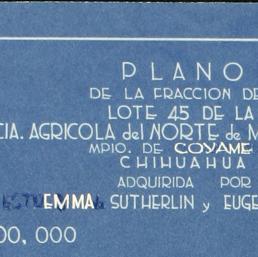 PLANO
DE LA FRACCION DE
LOTE 45 DE LA
CIA. AGRICOLA del NORTE de M
MPIO. DE COYAME
CHIHUAHUA
ADQUIRIDA POR
EMMA SUTHERLIN y EUGE
00, 000